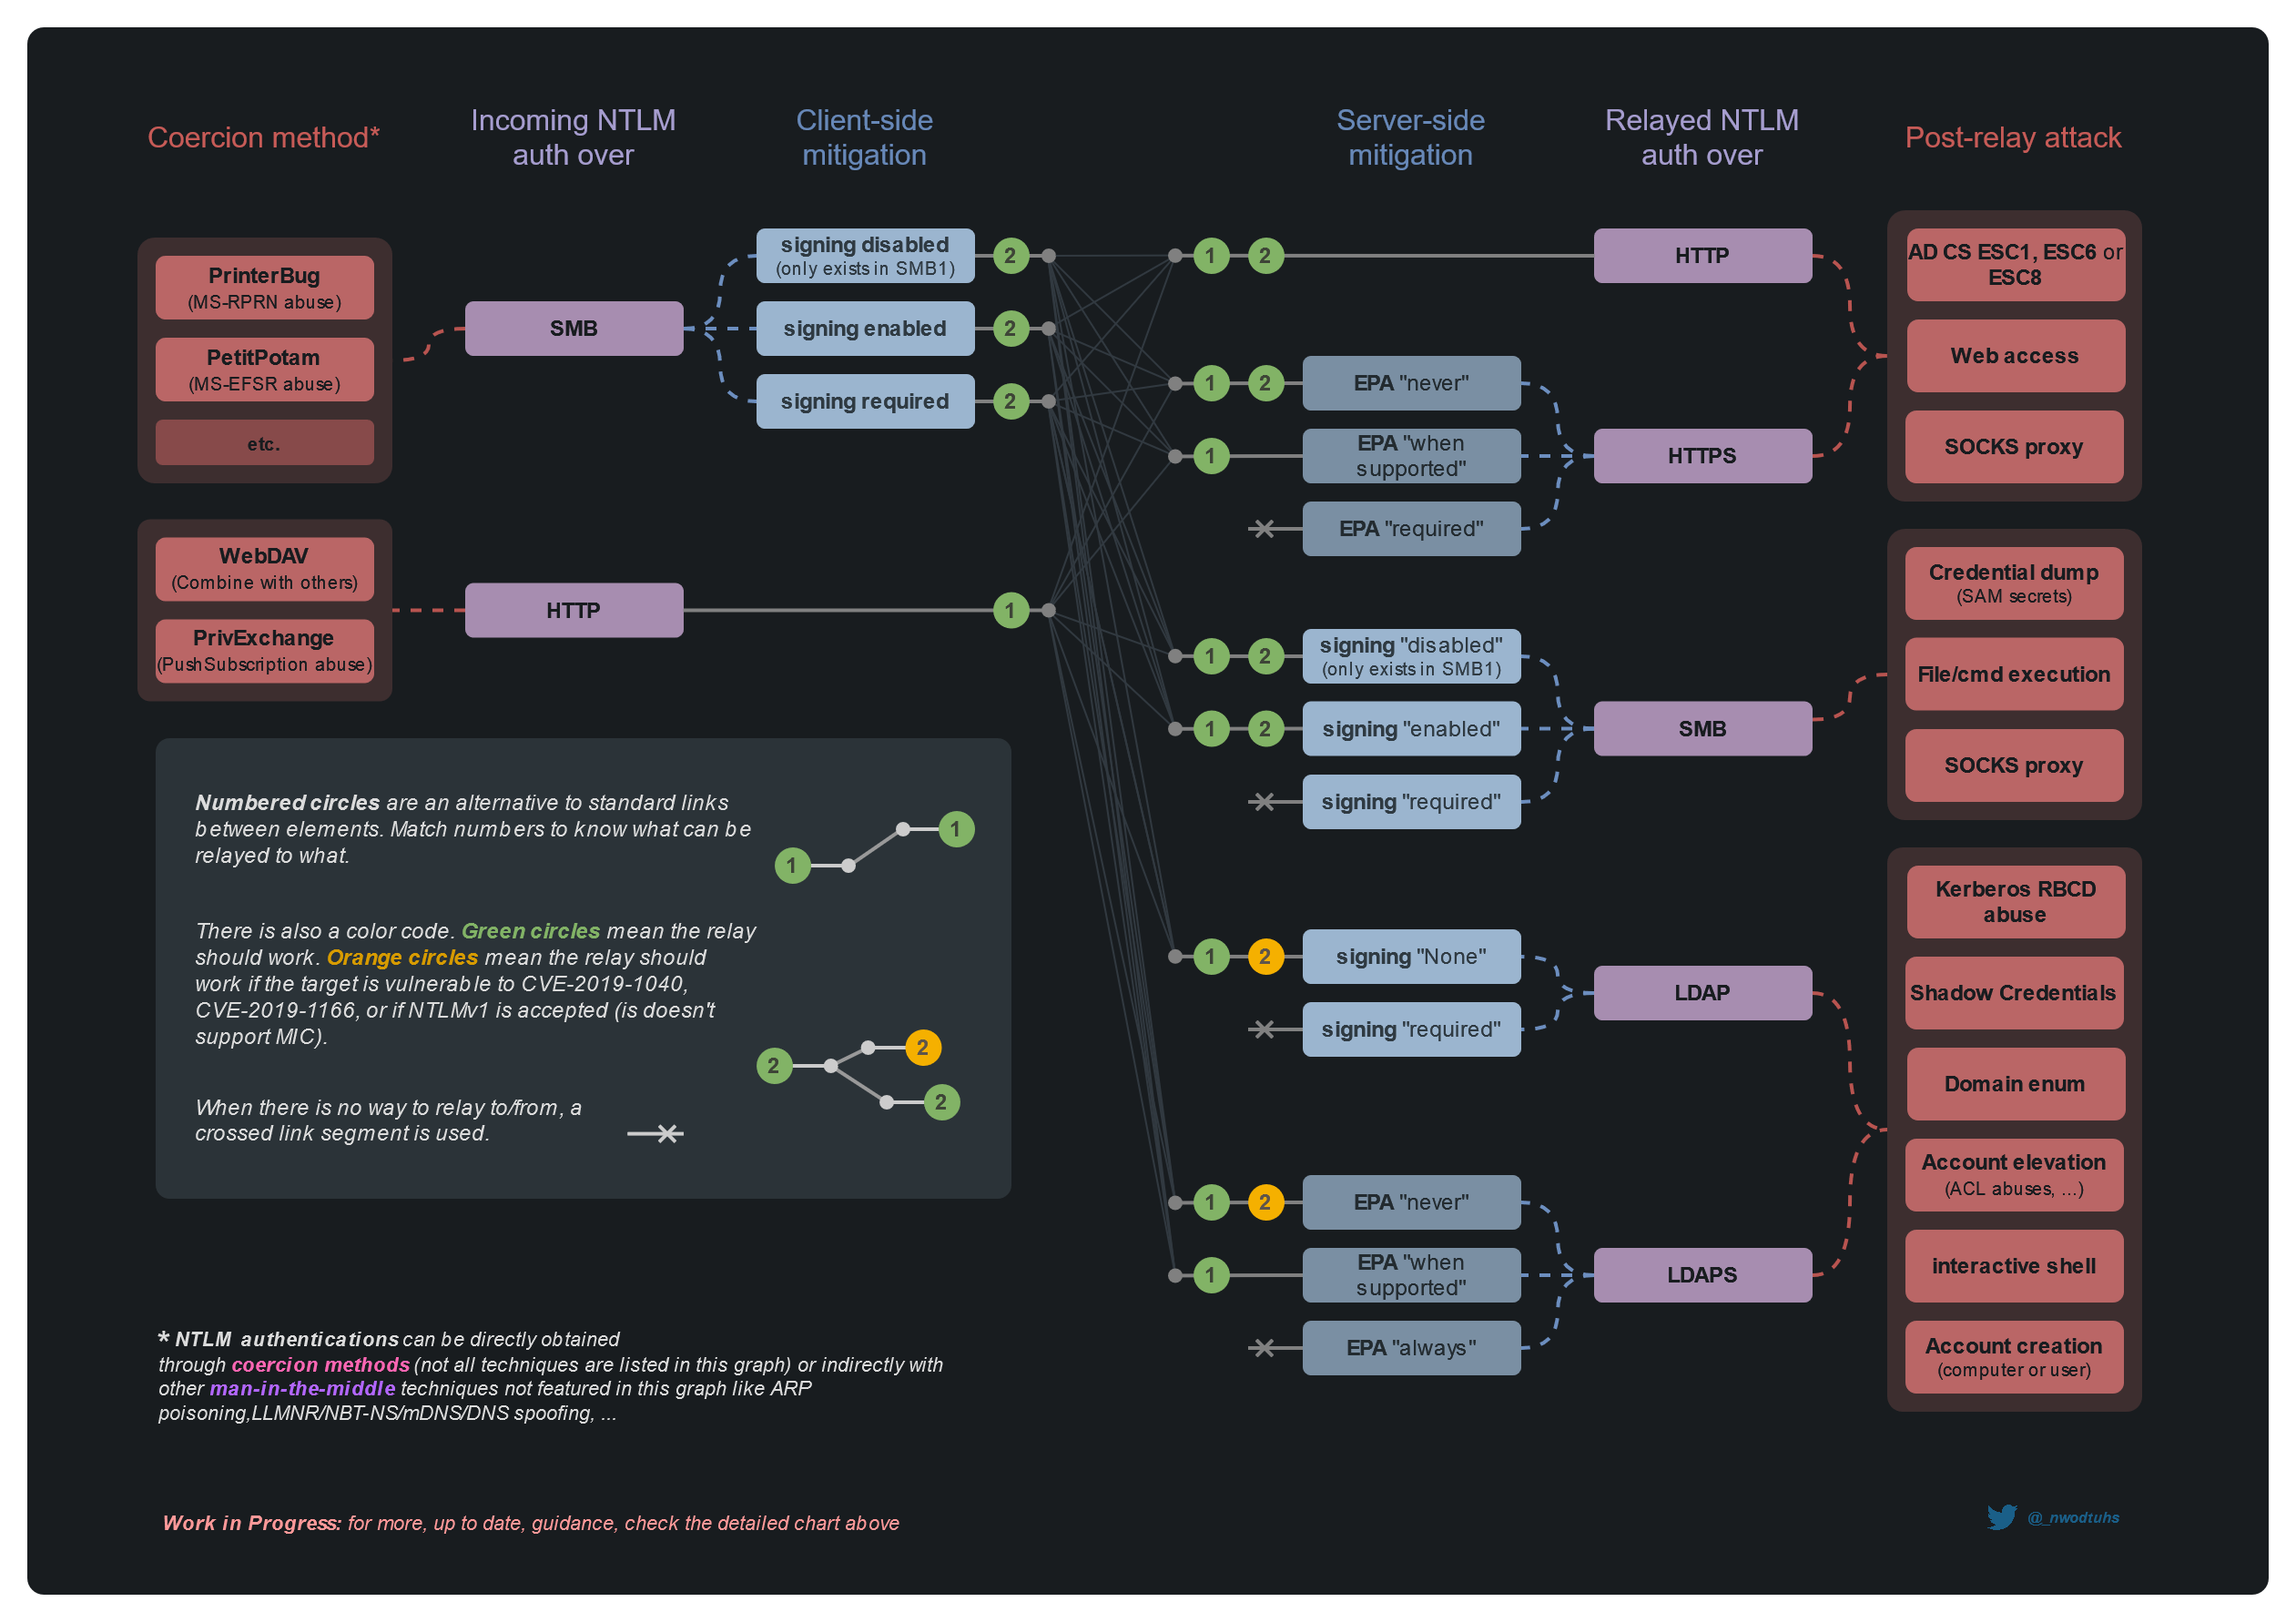 Coercion method*
Incoming NTLM
auth over
Client-side
mitigation
Server-side
mitigation
Relayed NTLM
auth over
Post-relay attack
PrinterBug
(MS-RPRN abuse)
PetitPotam
(MS-EFSR abuse)
etc.
SMB
signing disabled
(only exists in SMB1)
2
signing enabled
2
signing required
2
WebDAV
(Combine with others)
PrivExchange
(PushSubscription abuse)
HTTP
1
1
2
HTTP
1
2
EPA "never"
1
EPA "when
supported"
EPA "required"
HTTPS
AD CS ESC1, ESC6 or
ESC8
Web access
SOCKS proxy
1
2
signing "disabled"
(only exists in SMB1)
1
2
signing "enabled"
signing "required"
SMB
Credential dump
(SAM secrets)
File/cmd execution
SOCKS proxy
1
2
signing "None"
signing "required"
LDAP
1
2
EPA "never"
1
EPA "when
supported"
EPA "always"
LDAPS
Kerberos RBCD
abuse
Shadow Credentials
Domain enum
Account elevation
(ACL abuses, ...)
interactive shell
Account creation
(computer or user)
Numbered circles are an alternative to standard links
between elements. Match numbers to know what can be
relayed to what.
1
1
There is also a color code. Green circles mean the relay
should work. Orange circles mean the relay should
work if the target is vulnerable to CVE-2019-1040,
CVE-2019-1166, or if NTLMv1 is accepted (is doesn't
support MIC).
2
2
2
When there is no way to relay to/from, a
crossed link segment is used.
* NTLM authentications can be directly obtained
through coercion methods (not all techniques are listed in this graph) or indirectly with
other man-in-the-middle techniques not featured in this graph like ARP
poisoning,LLMNR/NBT-NS/mDNS/DNS spoofing, ...
Work in Progress: for more, up to date, guidance, check the detailed chart above
@_nwodtuhs